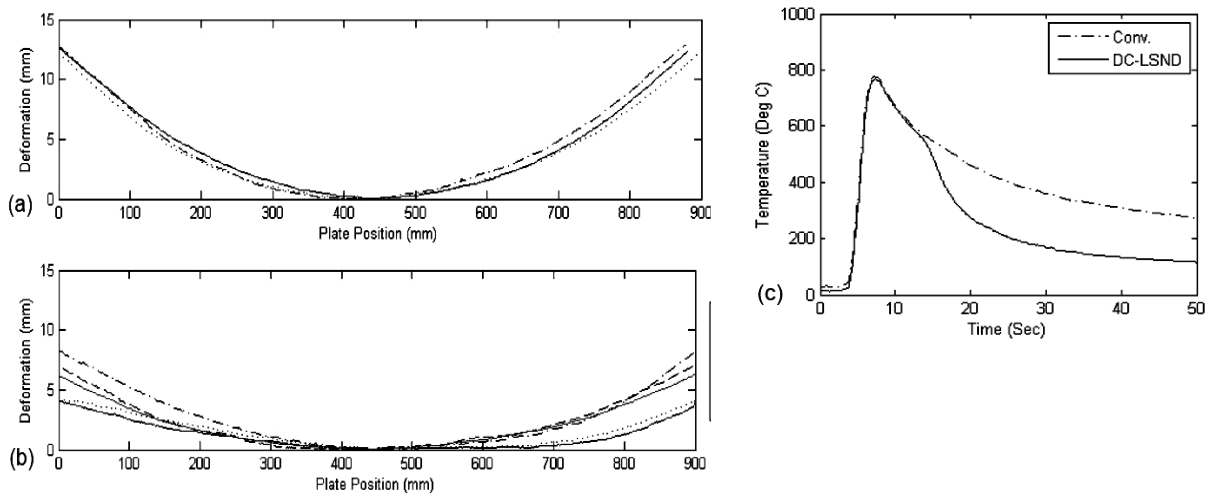 15
10
5
0
Deformation (mm)
0 100 200 300 400 500 600 700 800 900
Plate Position (mm)
(a)
15
10
5
0
Deformation (mm)
0 100 200 300 400 500 600 700 800 900
Plate Position (mm)
(b)
1000
800
600
400
200
0
Temperature (Deg C)
Conv.
DC-LSND
0 10 20 30 40 50
Time (Sec)
(c)